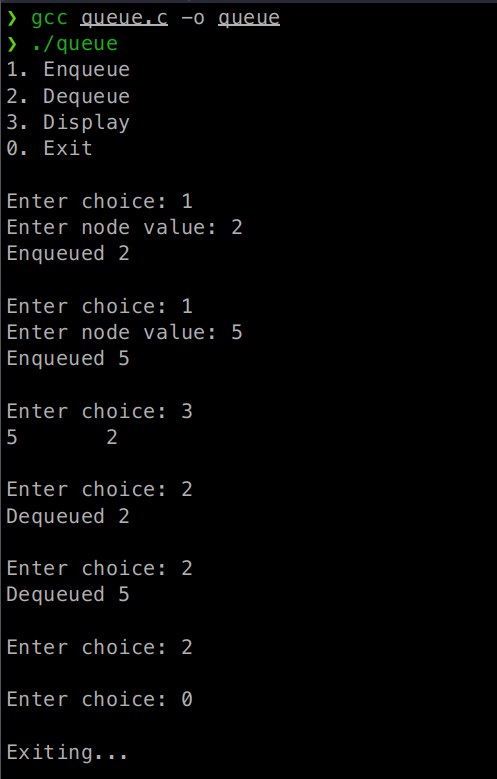 ❯ gcc queue.c -o queue
❯ ./queue
1. Enqueue
2. Dequeue
3. Display
0. Exit

Enter choice: 1
Enter node value: 2
Enqueued 2

Enter choice: 1
Enter node value: 5
Enqueued 5

Enter choice: 3
5       2

Enter choice: 2
Dequeued 2

Enter choice: 2
Dequeued 5

Enter choice: 2

Enter choice: 0

Exiting...